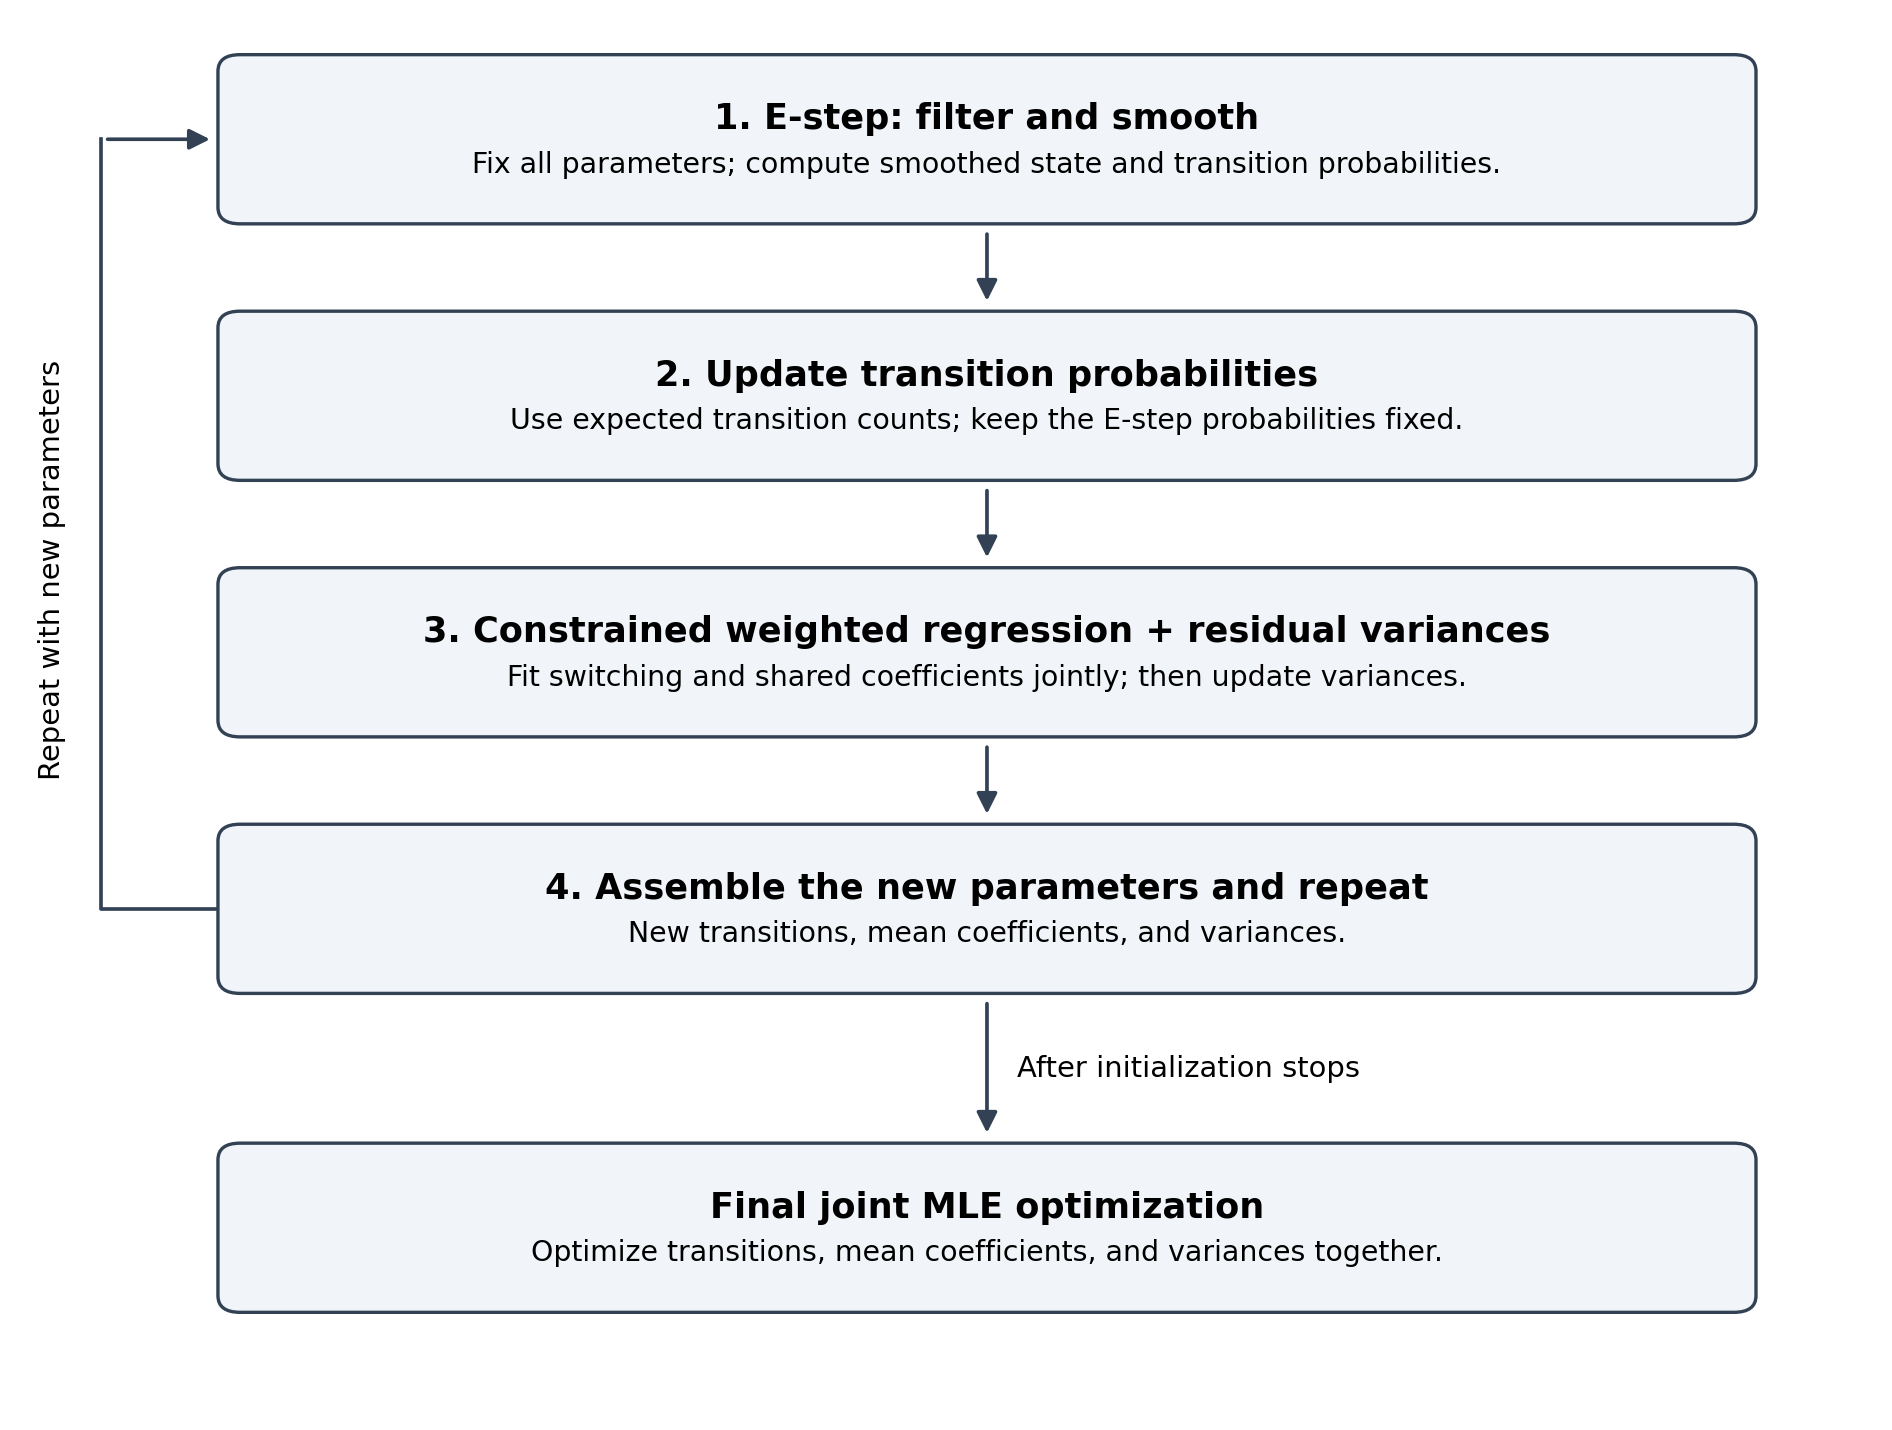 1. E-step: filter and smooth
Fix all parameters; compute smoothed state and transition probabilities.
2. Update transition probabilities
Use expected transition counts; keep the E-step probabilities fixed.
Repeat with new parameters
3. Constrained weighted regression + residual variances
Fit switching and shared coefficients jointly; then update variances.
4. Assemble the new parameters and repeat
New transitions, mean coefficients, and variances.
After initialization stops
Final joint MLE optimization
Optimize transitions, mean coefficients, and variances together.